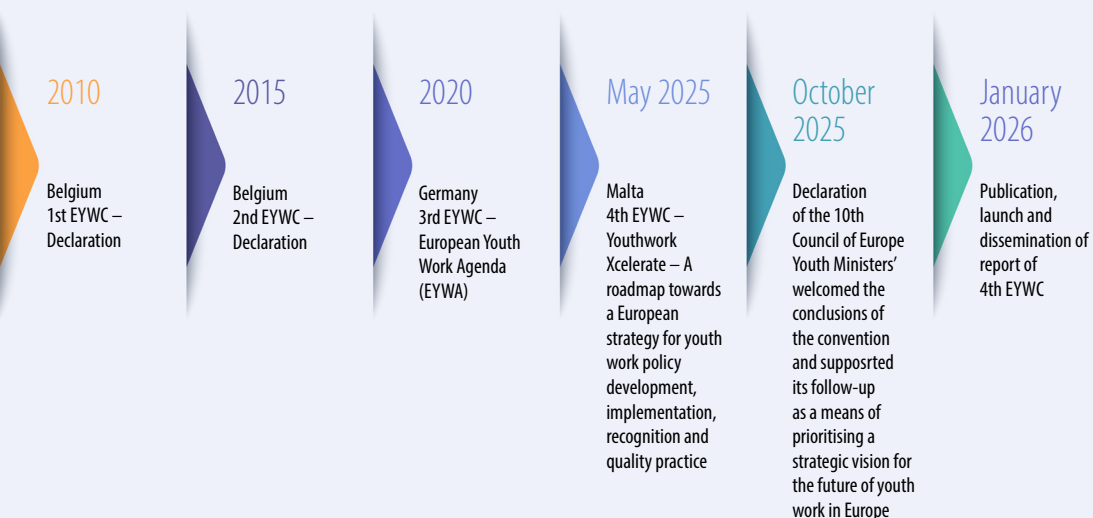 2010
Belgium
1st EYWC –
Declaration
2015
Belgium
2nd EYWC –
Declaration
2020
Germany
3rd EYWC –
European Youth
Work Agenda
(EYWA)
May 2025
Malta
4th EYWC –
Youthwork
Xcelerate – A
roadmap towards
a European
strategy for youth
work policy
development,
implementation,
recognition and
quality practice
October
2025
Declaration
of the 10th
Council of Europe
Youth Ministers’
welcomed the
conclusions of
the convention
and supposrted
its follow-up
as a means of
prioritising a
strategic vision for
the future of youth
work in Europe
January
2026
Publication,
launch and
dissemination of
report of
4th EYWC